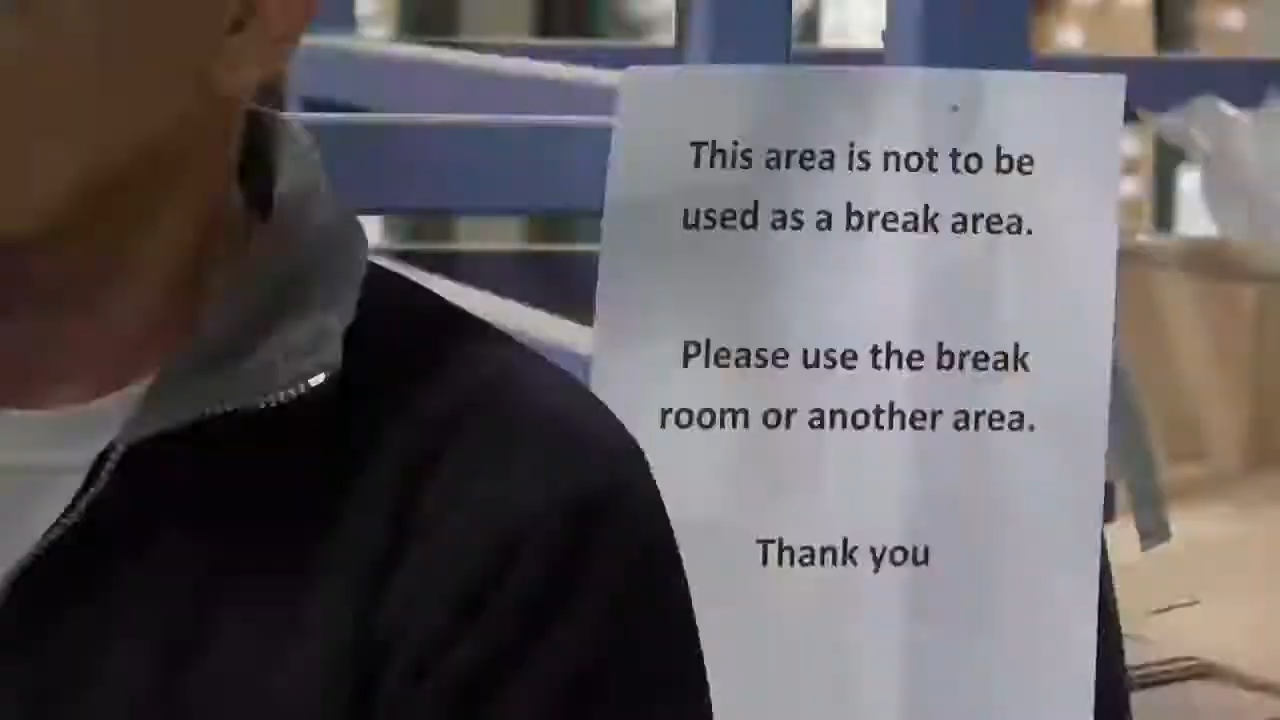 This area is not to be
used as a break area.
Please use the break
room or another area.
Thank you